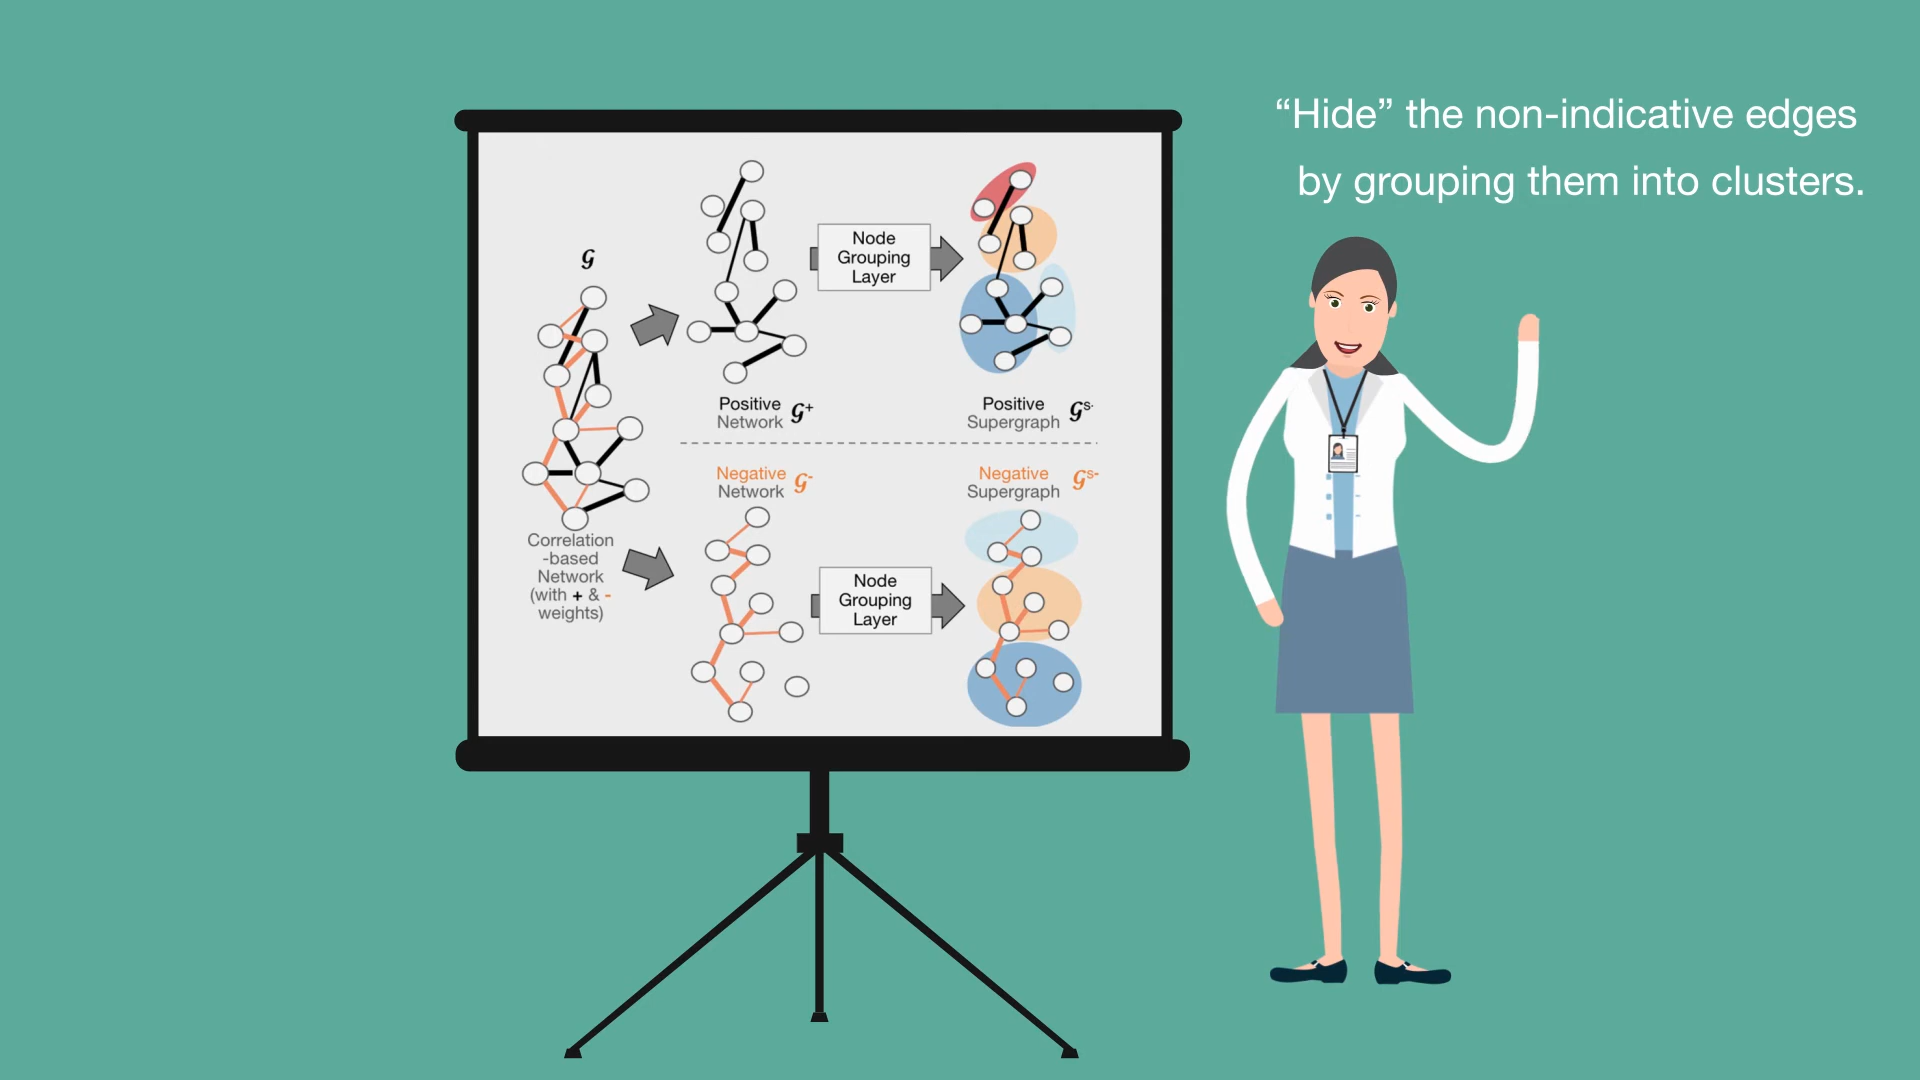 “Hide” the non-indicative edges
by grouping them into clusters.
𝒢
Correlation
-based
Network
(with + & -
weights)
Node
Grouping
Layer
Positive
Network 𝒢+
Positive
Supergraph 𝒢s-
Negative
Network 𝒢-
Negative
Supergraph 𝒢s-
Node
Grouping
Layer